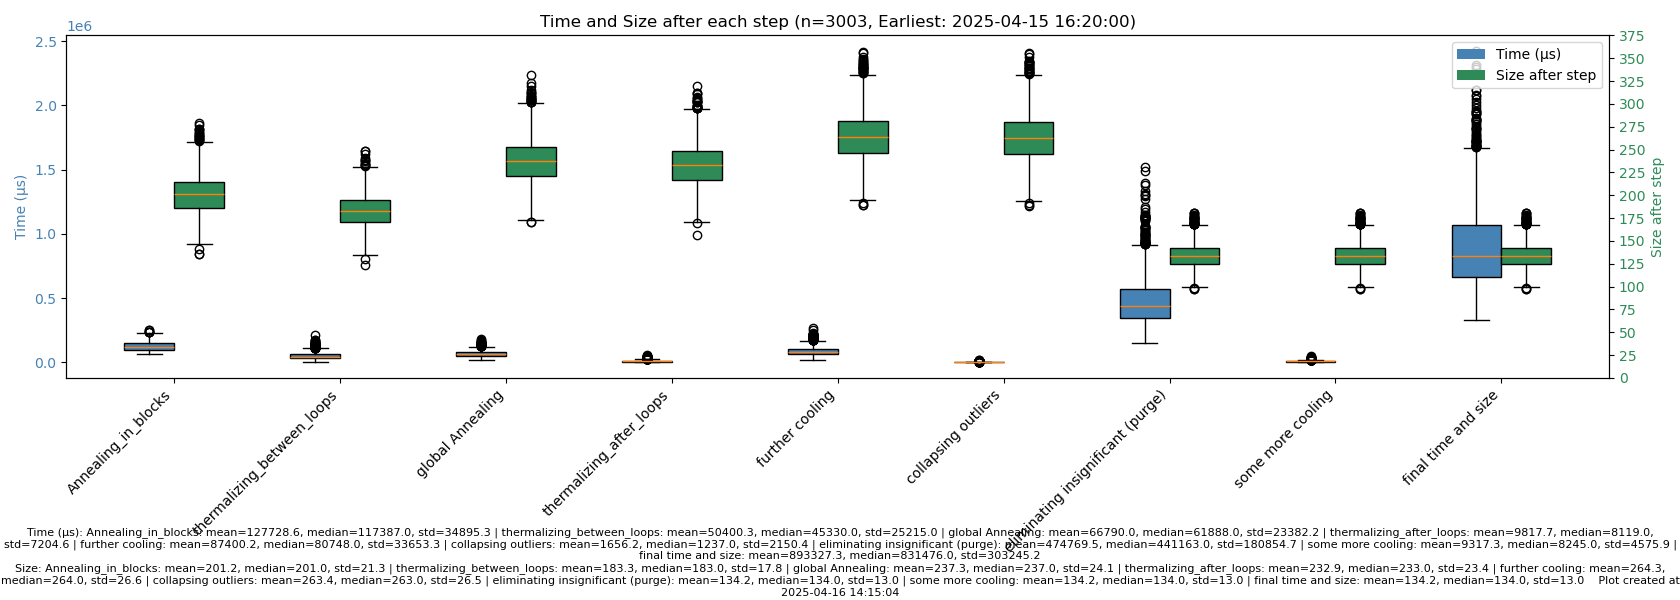 Time and Size after each step (n=3003, Earliest: 2025-04-15 16:20:00)
1e6
2.5
2.0
1.5
1.0
0.5
0.0
Time (µs)
375
350
325
300
275
250
225
200
175
150
125
100
75
50
25
0
Size after step
Time (µs)
Size after step
Annealing_in_blocks
thermalizing_between_loops
global Annealing
thermalizing_after_loops
further cooling
collapsing outliers
eliminating insignificant (purge)
some more cooling
final time and size
Time (µs): Annealing_in_blocks: mean=127728.6, median=117387.0, std=34895.3 | thermalizing_between_loops: mean=50400.3, median=45330.0, std=25215.0 | global Annealing: mean=66790.0, median=61888.0, std=23382.2 | thermalizing_after_loops: mean=9817.7, median=8119.0,
std=7204.6 | further cooling: mean=87400.2, median=80748.0, std=33653.3 | collapsing outliers: mean=1656.2, median=1237.0, std=2150.4 | eliminating insignificant (purge): mean=474769.5, median=441163.0, std=180854.7 | some more cooling: mean=9317.3, median=8245.0, std=4575.9 |
final time and size: mean=893327.3, median=831476.0, std=303245.2
Size: Annealing_in_blocks: mean=201.2, median=201.0, std=21.3 | thermalizing_between_loops: mean=183.3, median=183.0, std=17.8 | global Annealing: mean=237.3, median=237.0, std=24.1 | thermalizing_after_loops: mean=232.9, median=233.0, std=23.4 | further cooling: mean=264.3,
median=264.0, std=26.6 | collapsing outliers: mean=263.4, median=263.0, std=26.5 | eliminating insignificant (purge): mean=134.2, median=134.0, std=13.0 | some more cooling: mean=134.2, median=134.0, std=13.0 | final time and size: mean=134.2, median=134.0, std=13.0 Plot created at
2025-04-16 14:15:04